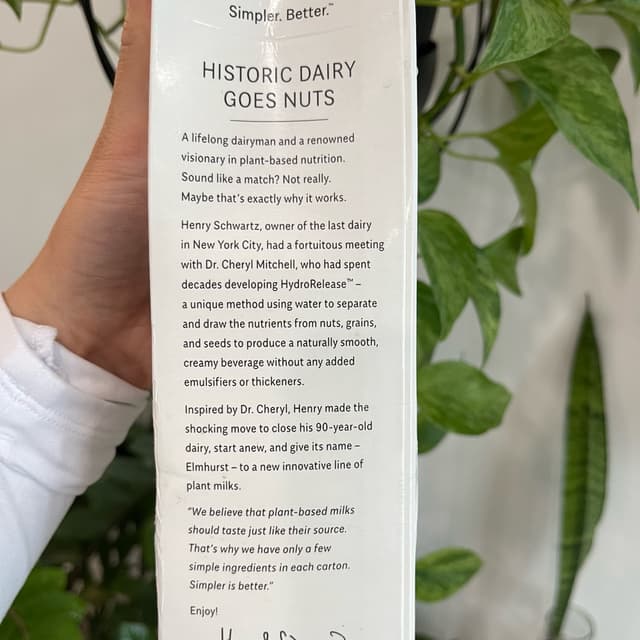 Simpler. Better.™
HISTORIC DAIRY
GOES NUTS
A lifelong dairyman and a renowned
visionary in plant-based nutrition.
Sound like a match? Not really.
Maybe that's exactly why it works.
Henry Schwartz, owner of the last dairy
in New York City, had a fortuitous meeting
with Dr. Cheryl Mitchell, who had spent
decades developing HydroRelease™ –
a unique method using water to separate
and draw the nutrients from nuts, grains,
and seeds to produce a naturally smooth,
creamy beverage without any added
emulsifiers or thickeners.
Inspired by Dr. Cheryl, Henry made the
shocking move to close his 90-year-old
dairy, start anew, and give its name –
Elmhurst – to a new innovative line of
plant milks.
"We believe that plant-based milks
should taste just like their source.
That's why we have only a few
simple ingredients in each carton.
Simpler is better."
Enjoy!